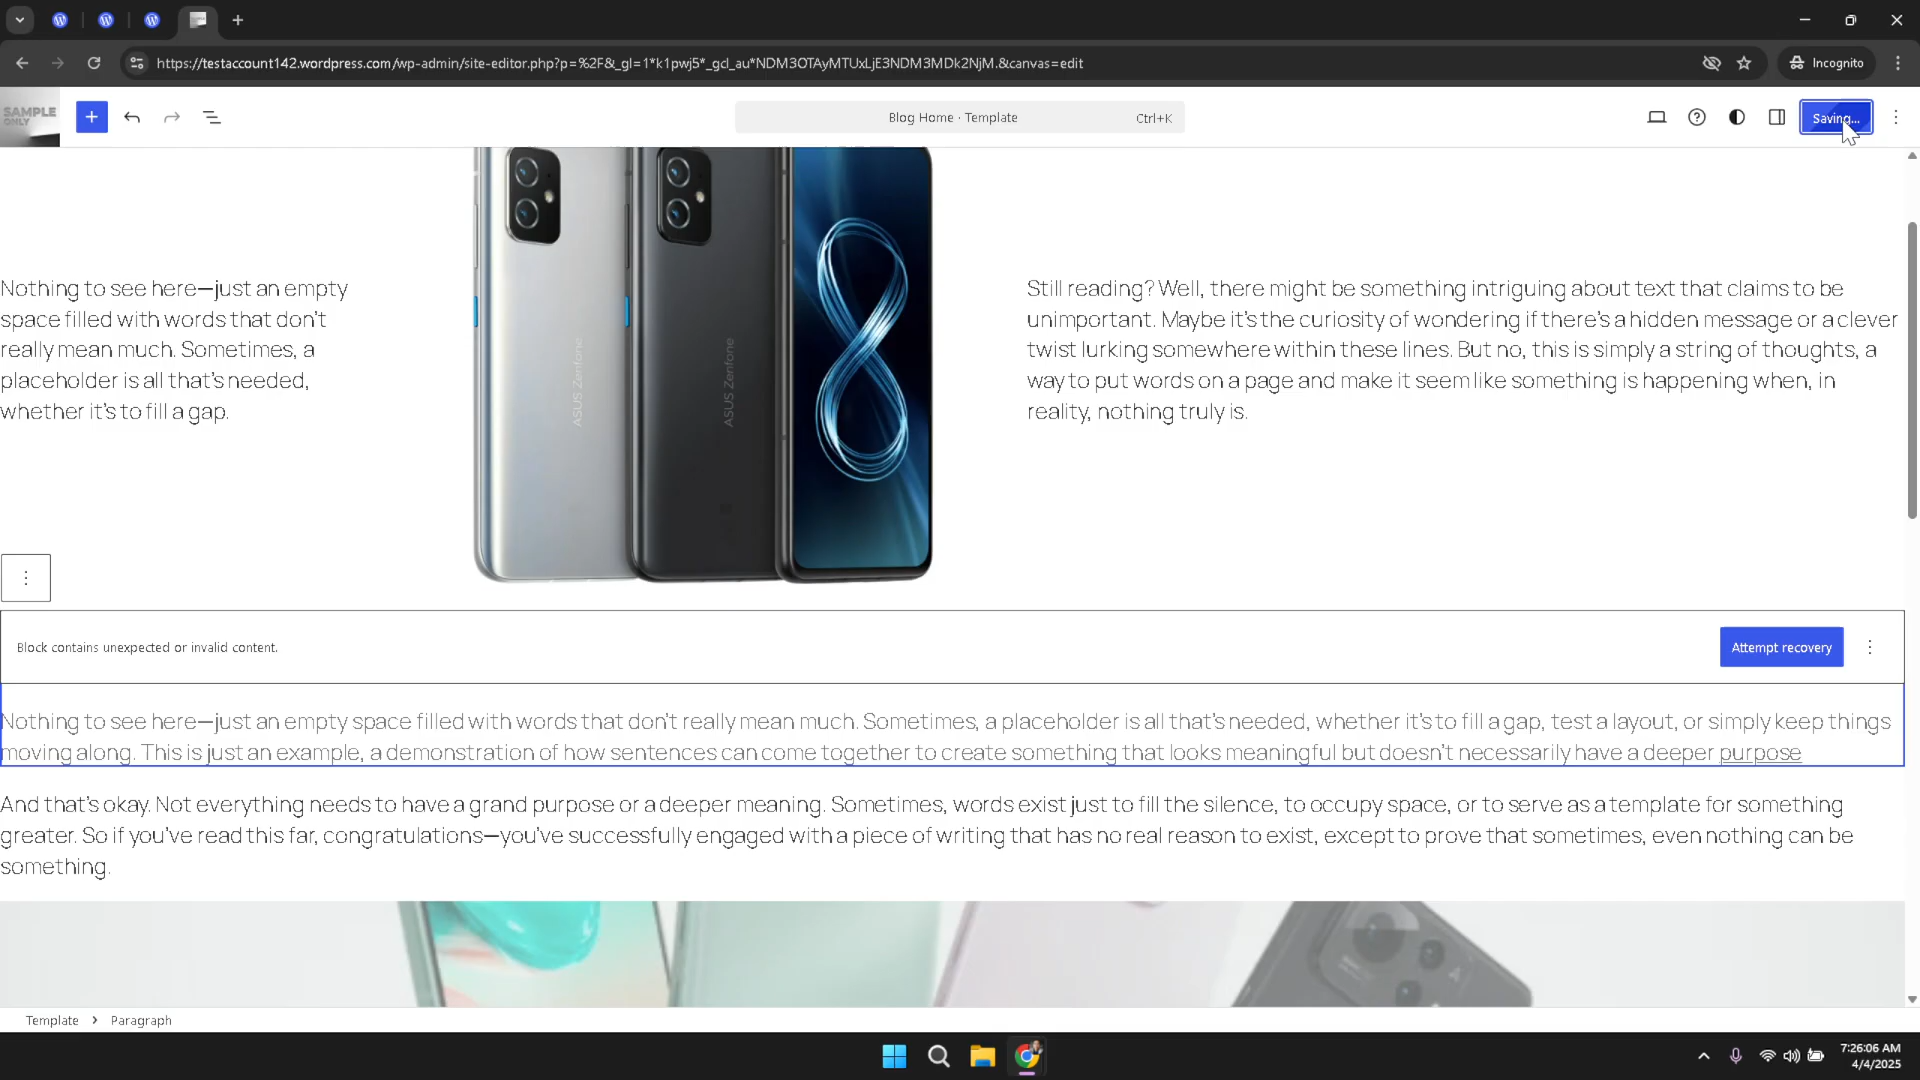 https://testaccount142.wordpress.com/wp-admin/site-editor.php?p=%2F&_gl=1*k1pwj5*_gcl_au*NDM3OTAyMTUxLjE3NDM3MDk2NjM.&canvas=edit
Incognito
SAMPLE
ONLY
Blog Home · Template
Ctrl+K
Saving...
Nothing to see here—just an empty
space filled with words that don't
really mean much. Sometimes, a
placeholder is all that's needed,
whether it's to fill a gap.
ASUS Zenfone
ASUS Zenfone
Still reading? Well, there might be something intriguing about text that claims to be
unimportant. Maybe it's the curiosity of wondering if there's a hidden message or a clever
twist lurking somewhere within these lines. But no, this is simply a string of thoughts, a
way to put words on a page and make it seem like something is happening when, in
reality, nothing truly is.
Block contains unexpected or invalid content.
Attempt recovery
Nothing to see here—just an empty space filled with words that don't really mean much. Sometimes, a placeholder is all that's needed, whether it's to fill a gap, test a layout, or simply keep things
moving along. This is just an example, a demonstration of how sentences can come together to create something that looks meaningful but doesn't necessarily have a deeper purpose
And that's okay. Not everything needs to have a grand purpose or a deeper meaning. Sometimes, words exist just to fill the silence, to occupy space, or to serve as a template for something
greater. So if you've read this far, congratulations—you've successfully engaged with a piece of writing that has no real reason to exist, except to prove that sometimes, even nothing can be
something.
Template > Paragraph
7:26:06 AM
4/4/2025